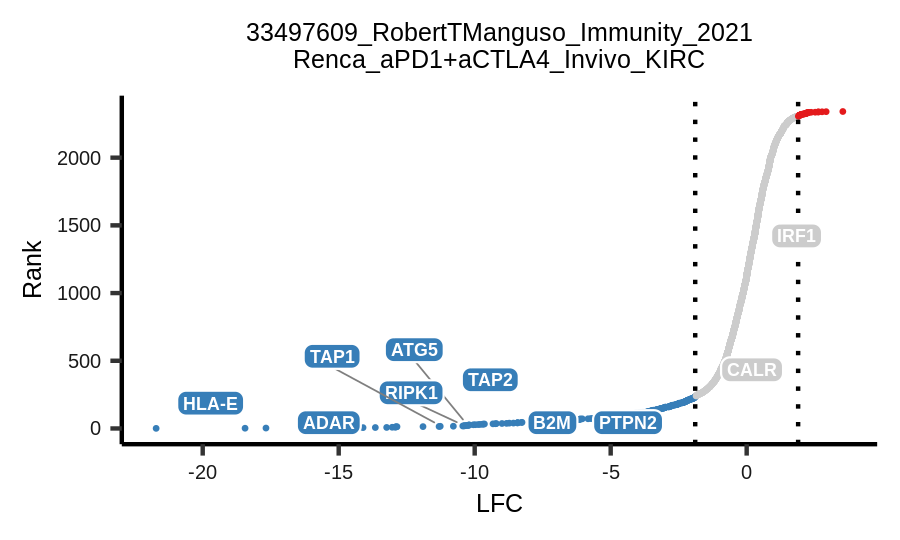 33497609_RobertTManguso_Immunity_2021
Renca_aPD1+aCTLA4_Invivo_KIRC
Rank
2000
1500
1000
500
0
IRF1
ATG5
TAP1
CALR
TAP2
RIPK1
HLA-E
ADAR
B2M
PTPN2
-20
-15
-10
-5
0
LFC